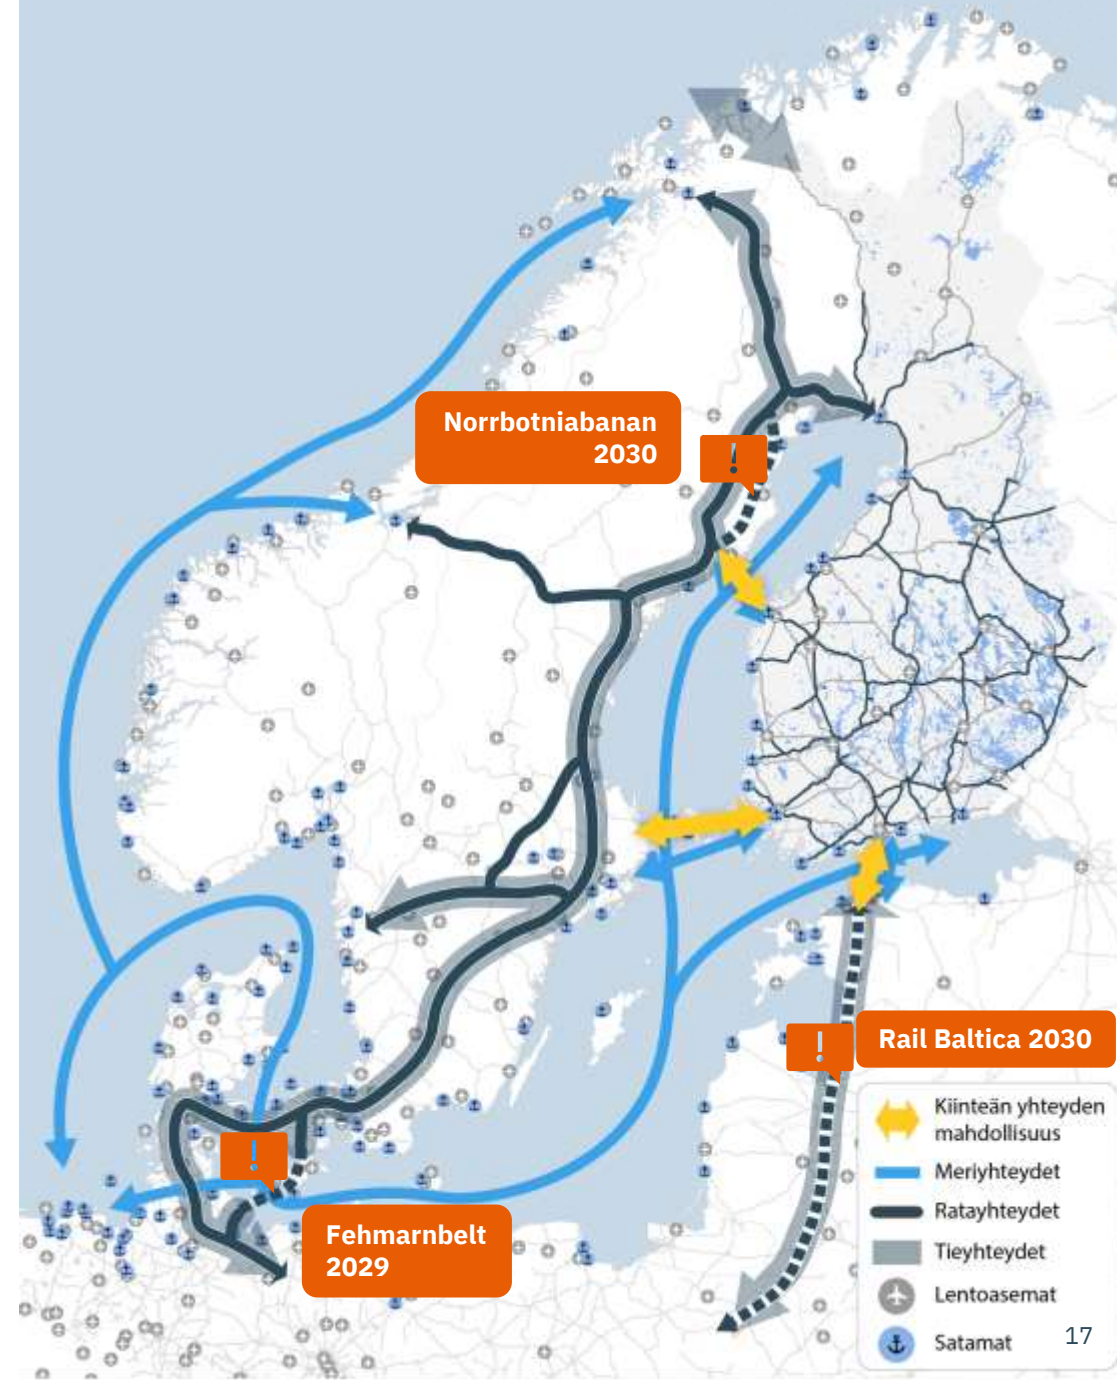 Norrbotniabanan
2030
!
!
Rail Baltica 2030
Kiinteän yhteyden
mahdollisuus
Meriyhteydet
Ratayhteydet
Tieyhteydet
Lentoasemat
Satamat
!
Fehmarnbelt
2029
17